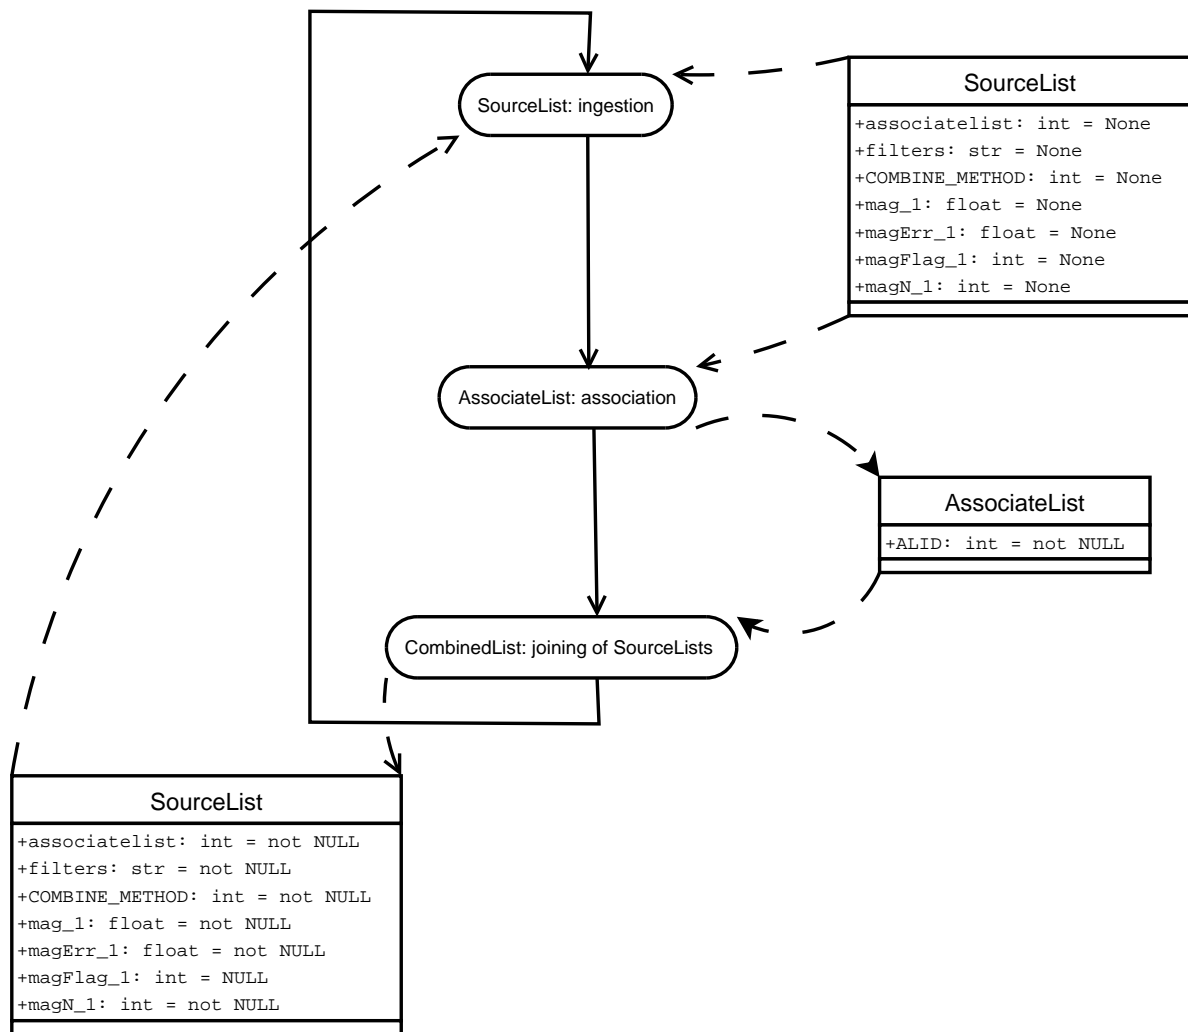 SourceList: ingestion
SourceList
+associatelist: int = None
+filters: str = None
+COMBINE_METHOD: int = None
+mag_1: float = None
+magErr_1: float = None
+magFlag_1: int = None
+magN_1: int = None
AssociateList: association
AssociateList
+ALID: int = not NULL
CombinedList: joining of SourceLists
SourceList
+associatelist: int = not NULL
+filters: str = not NULL
+COMBINE_METHOD: int = not NULL
+mag_1: float = not NULL
+magErr_1: float = not NULL
+magFlag_1: int = NULL
+magN_1: int = not NULL